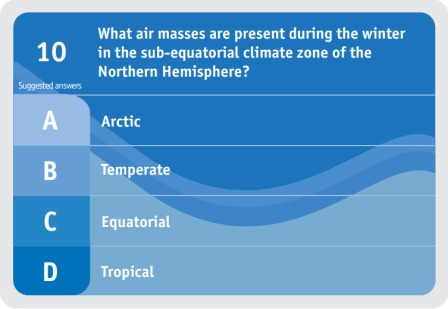 10
Suggested answers
What air masses are present during the winter
in the sub-equatorial climate zone of the
Northern Hemisphere?
A Arctic
B Temperate
C Equatorial
D Tropical